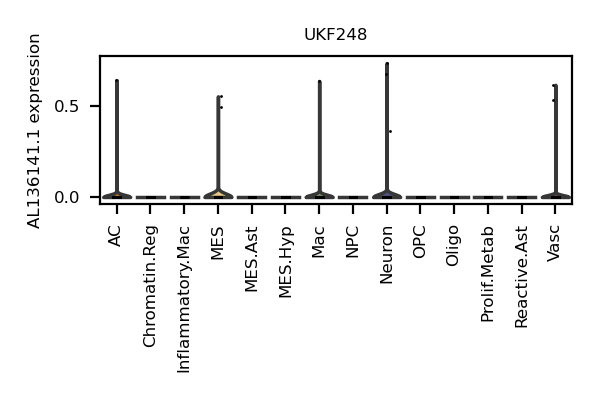 UKF248
AL136141.1 expression
0.5
0.0
AC
Chromatin.Reg
Inflammatory.Mac
MES
MES.Ast
MES.Hyp
Mac
NPC
Neuron
OPC
Oligo
Prolif.Metab
Reactive.Ast
Vasc